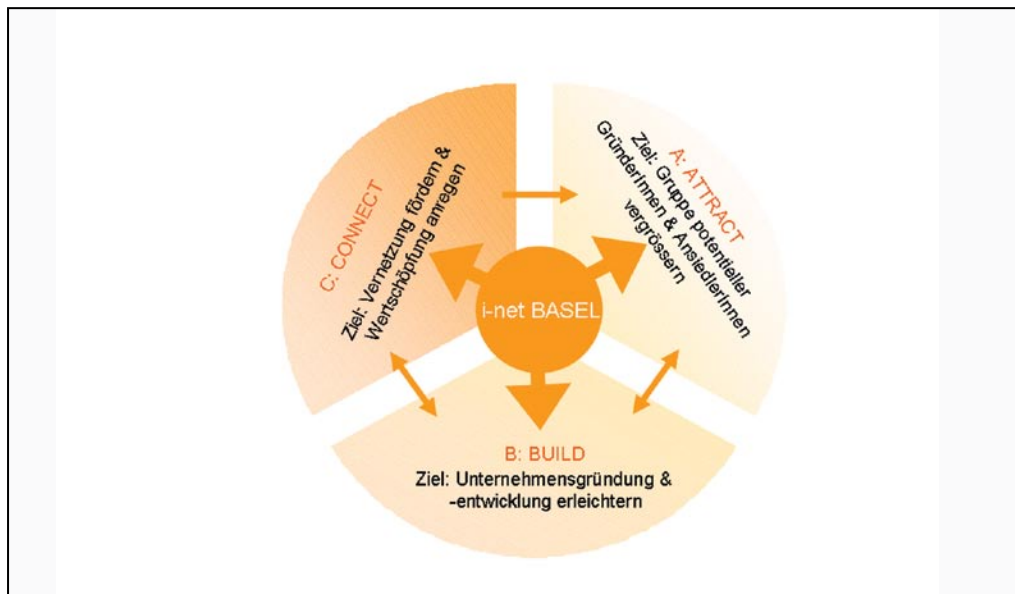 A: ATTRACT
Ziel: Gruppe potentieller
GründerInnen & AnsiedlerInnen
vergrössern
C: CONNECT
Ziel: Vernetzung fördern &
Wertschöpfung anregen
i-net BASEL
B: BUILD
Ziel: Unternehmensgründung &
-entwicklung erleichtern